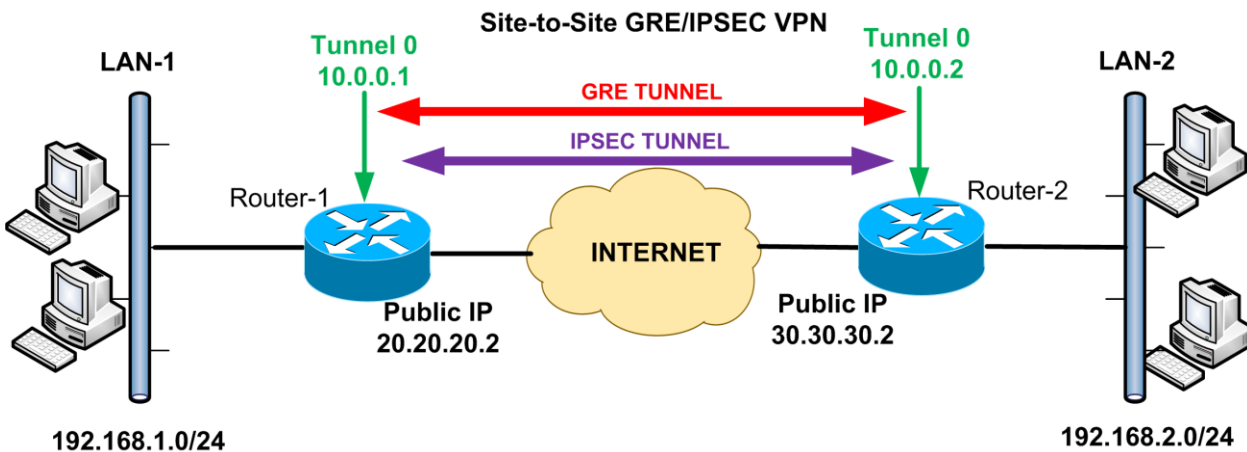 Site-to-Site GRE/IPSEC VPN
Tunnel 0
10.0.0.1
Tunnel 0
10.0.0.2
LAN-1
LAN-2
GRE TUNNEL
IPSEC TUNNEL
Router-1
Router-2
INTERNET
Public IP
20.20.20.2
Public IP
30.30.30.2
192.168.1.0/24
192.168.2.0/24